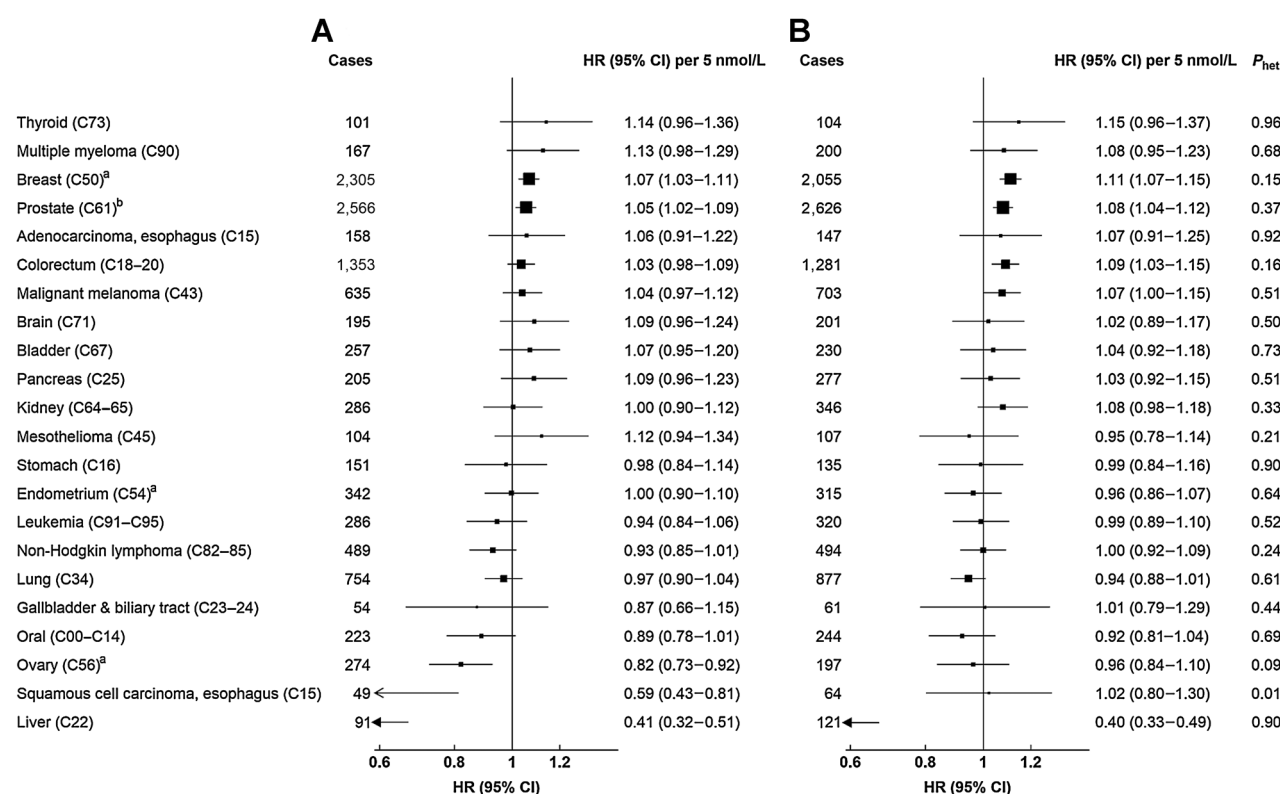 A B
Cases HR (95% CI) per 5 nmol/L Cases HR (95% CI) per 5 nmol/L Phet
Thyroid (C73) 101 1.14 (0.96–1.36) 104 1.15 (0.96–1.37) 0.96
Multiple myeloma (C90) 167 1.13 (0.98–1.29) 200 1.08 (0.95–1.23) 0.68
Breast (C50)a 2,305 1.07 (1.03–1.11) 2,055 1.11 (1.07–1.15) 0.15
Prostate (C61)b 2,566 1.05 (1.02–1.09) 2,626 1.08 (1.04–1.12) 0.37
Adenocarcinoma, esophagus (C15) 158 1.06 (0.91–1.22) 147 1.07 (0.91–1.25) 0.92
Colorectum (C18–20) 1,353 1.03 (0.98–1.09) 1,281 1.09 (1.03–1.15) 0.16
Malignant melanoma (C43) 635 1.04 (0.97–1.12) 703 1.07 (1.00–1.15) 0.51
Brain (C71) 195 1.09 (0.96–1.24) 201 1.02 (0.89–1.17) 0.50
Bladder (C67) 257 1.07 (0.95–1.20) 230 1.04 (0.92–1.18) 0.73
Pancreas (C25) 205 1.09 (0.96–1.23) 277 1.03 (0.92–1.15) 0.51
Kidney (C64–65) 286 1.00 (0.90–1.12) 346 1.08 (0.98–1.18) 0.33
Mesothelioma (C45) 104 1.12 (0.94–1.34) 107 0.95 (0.78–1.14) 0.21
Stomach (C16) 151 0.98 (0.84–1.14) 135 0.99 (0.84–1.16) 0.90
Endometrium (C54)a 342 1.00 (0.90–1.10) 315 0.96 (0.86–1.07) 0.64
Leukemia (C91–C95) 286 0.94 (0.84–1.06) 320 0.99 (0.89–1.10) 0.52
Non-Hodgkin lymphoma (C82–85) 489 0.93 (0.85–1.01) 494 1.00 (0.92–1.09) 0.24
Lung (C34) 754 0.97 (0.90–1.04) 877 0.94 (0.88–1.01) 0.61
Gallbladder & biliary tract (C23–24) 54 0.87 (0.66–1.15) 61 1.01 (0.79–1.29) 0.44
Oral (C00–C14) 223 0.89 (0.78–1.01) 244 0.92 (0.81–1.04) 0.69
Ovary (C56)a 274 0.82 (0.73–0.92) 197 0.96 (0.84–1.10) 0.09
Squamous cell carcinoma, esophagus (C15) 49 0.59 (0.43–0.81) 64 1.02 (0.80–1.30) 0.01
Liver (C22) 91 0.41 (0.32–0.51) 121 0.40 (0.33–0.49) 0.90
0.6 0.8 1 1.2 0.6 0.8 1 1.2
HR (95% CI) HR (95% CI)